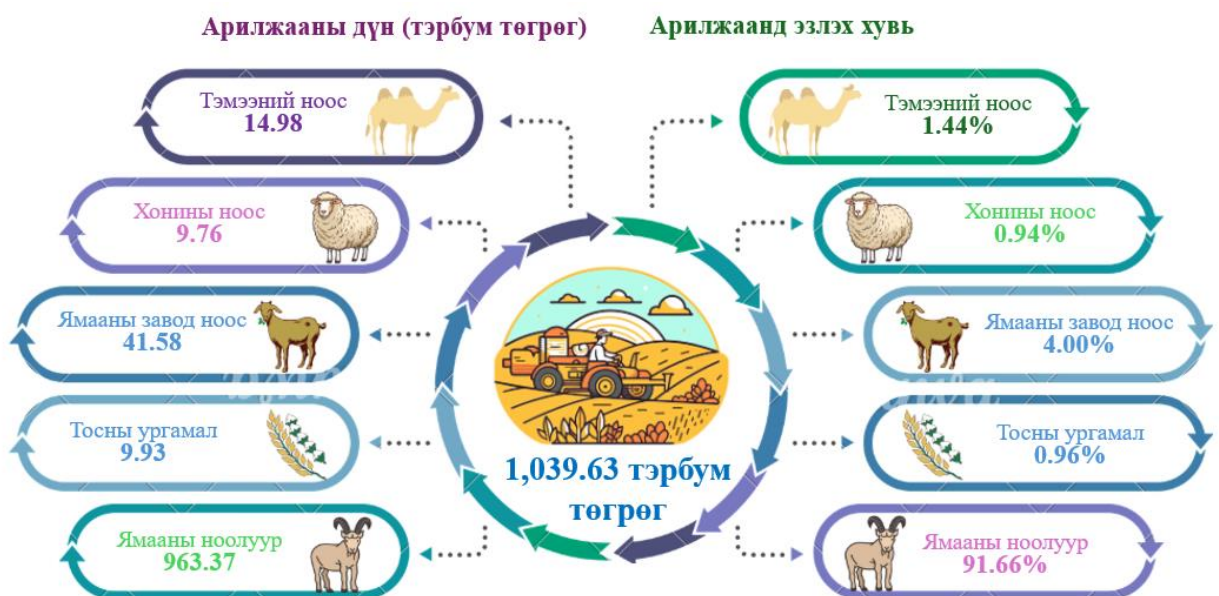 Арилжааны дүн (тэрбум төгрөг)
Арилжаанд эзлэх хувь
Тэмээний ноос
14.98
Тэмээний ноос
1.44%
Хонины ноос
9.76
Хонины ноос
0.94%
Ямааны завод ноос
41.58
Ямааны завод ноос
4.00%
Тосны ургамал
9.93
Тосны ургамал
0.96%
1,039.63 тэрбум
төгрөг
Ямааны ноолуур
963.37
Ямааны ноолуур
91.66%